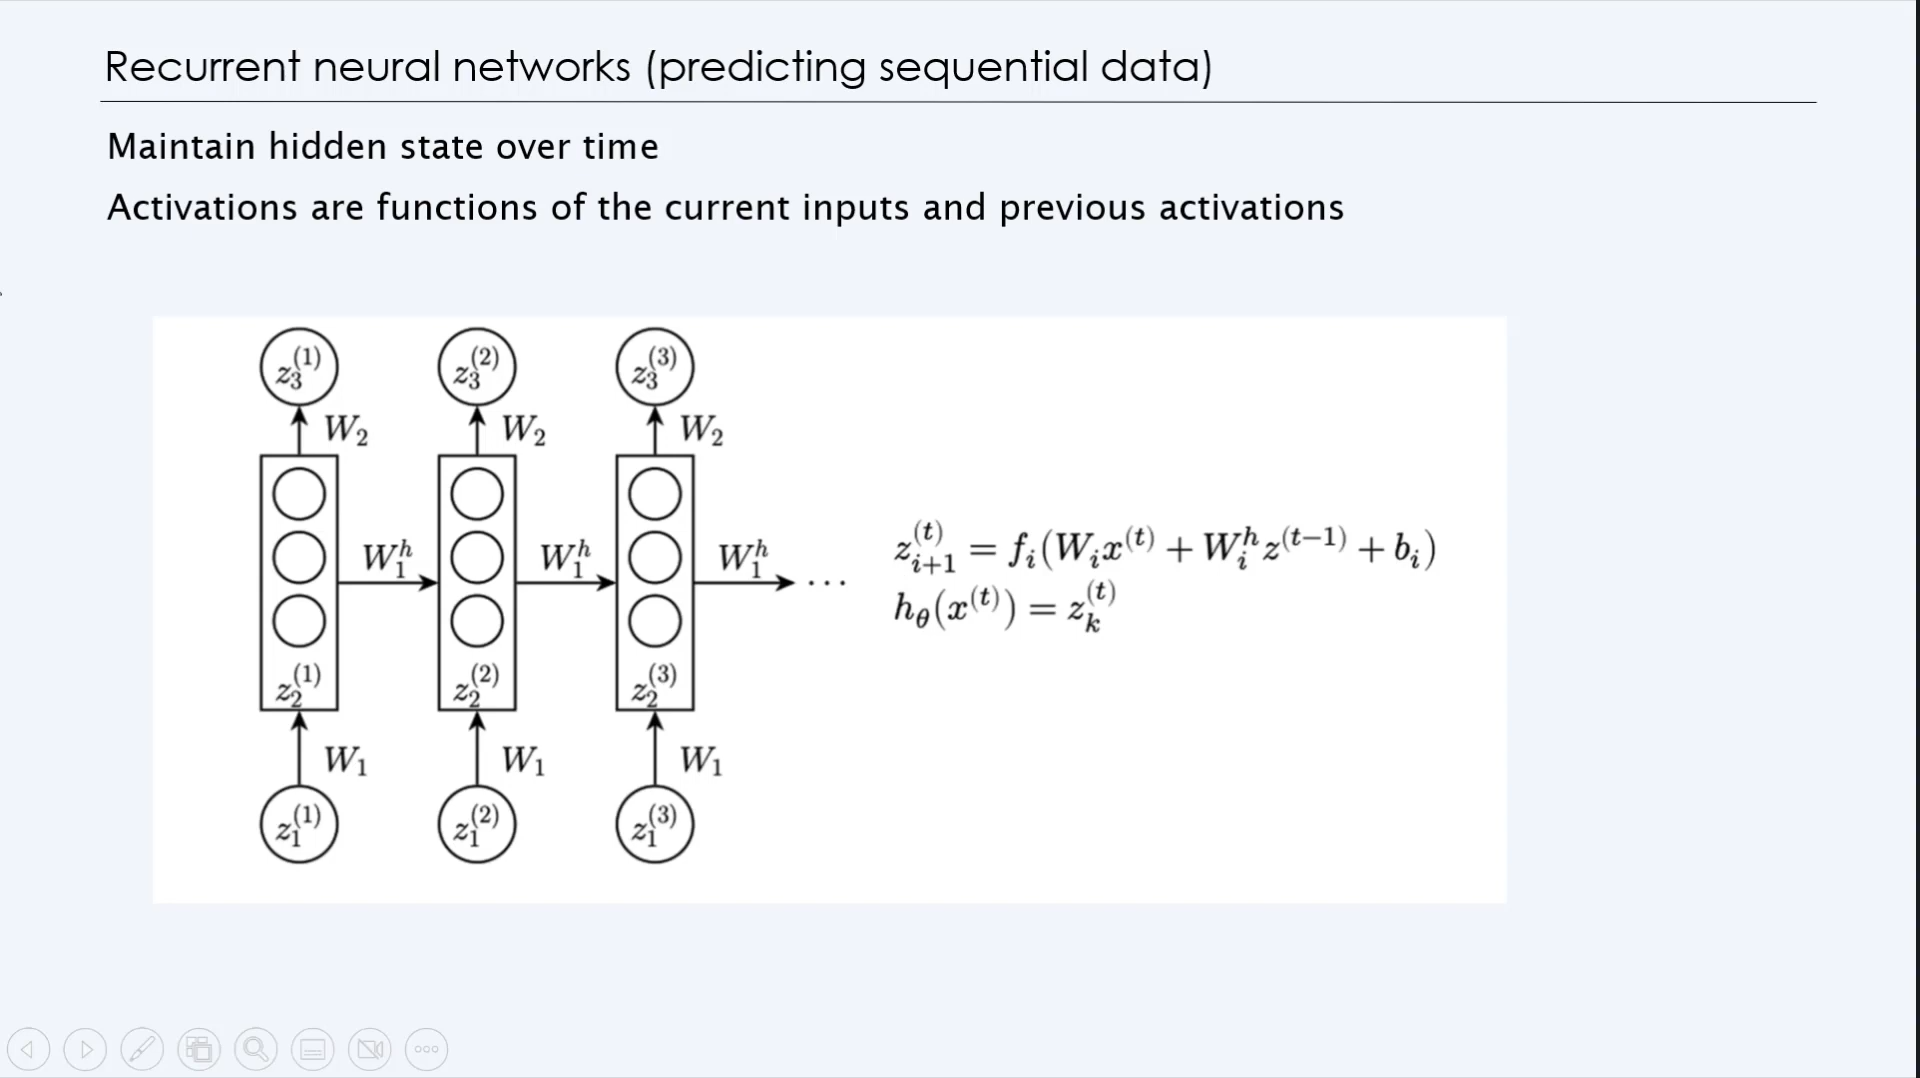 Recurrent neural networks (predicting sequential data)
Maintain hidden state over time
Activations are functions of the current inputs and previous activations
z_3^{(1)} z_3^{(2)} z_3^{(3)}
W_2 W_2 W_2
W_1^h W_1^h W_1^h ...
z_{i+1}^{(t)} = f_i(W_i x^{(t)} + W_i^h z^{(t-1)} + b_i)
h_θ(x^{(t)}) = z_k^{(t)}
z_2^{(1)} z_2^{(2)} z_2^{(3)}
W_1 W_1 W_1
z_1^{(1)} z_1^{(2)} z_1^{(3)}